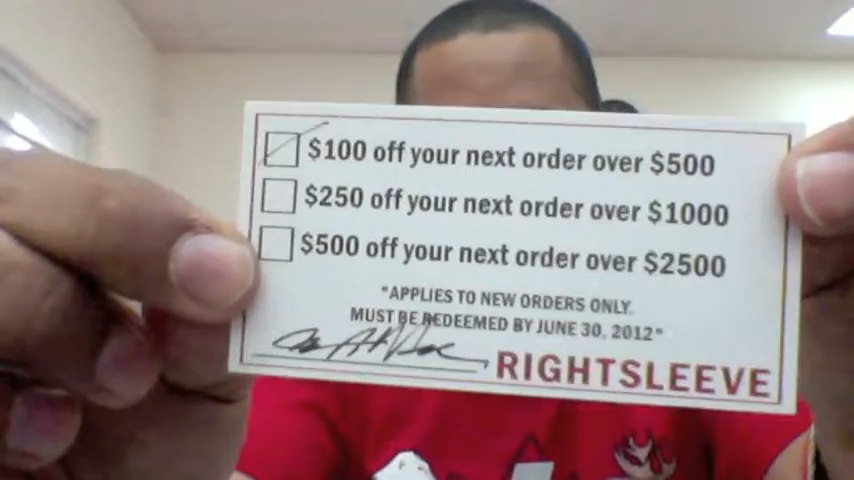 $100 off your next order over $500
$250 off your next order over $1000
$500 off your next order over $2500
*APPLIES TO NEW ORDERS ONLY.
MUST BE REDEEMED BY JUNE 30, 2012*
RIGHTSLEEVE